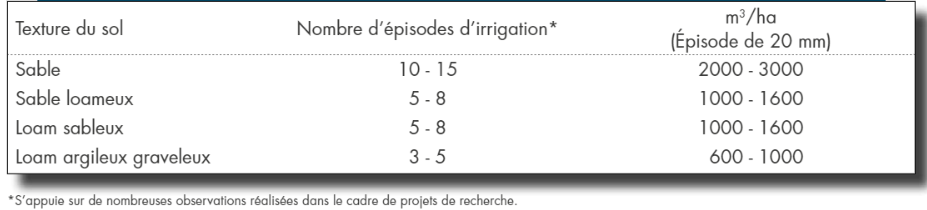 Texture du sol Nombre d’épisodes d’irrigation* m³/ha
(Épisode de 20 mm)
Sable 10 - 15 2000 - 3000
Sable loameux 5 - 8 1000 - 1600
Loam sableux 5 - 8 1000 - 1600
Loam argileux graveleux 3 - 5 600 - 1000
*S’appuie sur de nombreuses observations réalisées dans le cadre de projets de recherche.